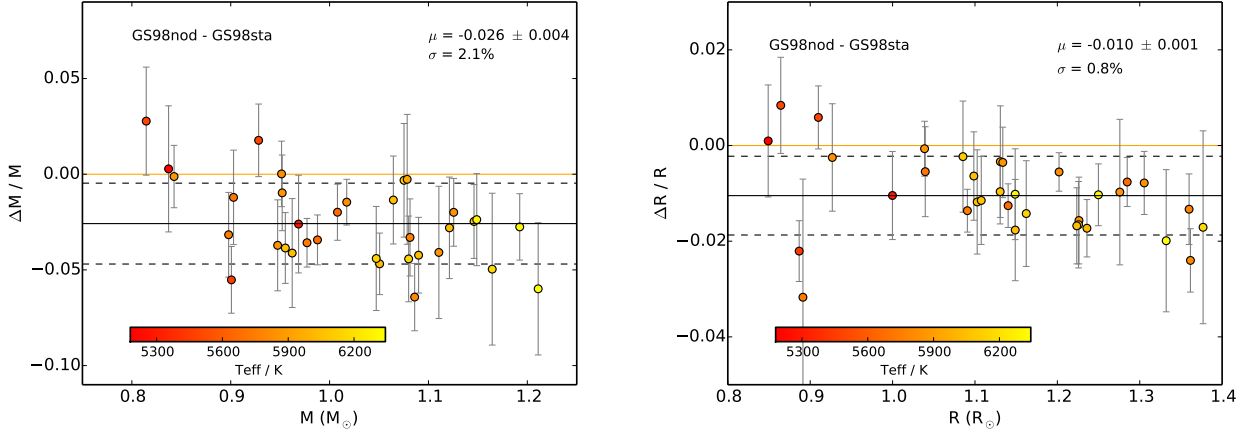 GS98nod - GS98sta
μ = -0.026 ± 0.004
σ = 2.1%
0.05
0.00
−0.05
−0.10
ΔM / M
5300 5600 5900 6200
Teff / K
0.8 0.9 1.0 1.1 1.2
M (M☉)
GS98nod - GS98sta
μ = -0.010 ± 0.001
σ = 0.8%
0.02
0.00
−0.02
−0.04
ΔR / R
5300 5600 5900 6200
Teff / K
0.8 0.9 1.0 1.1 1.2 1.3 1.4
R (R☉)